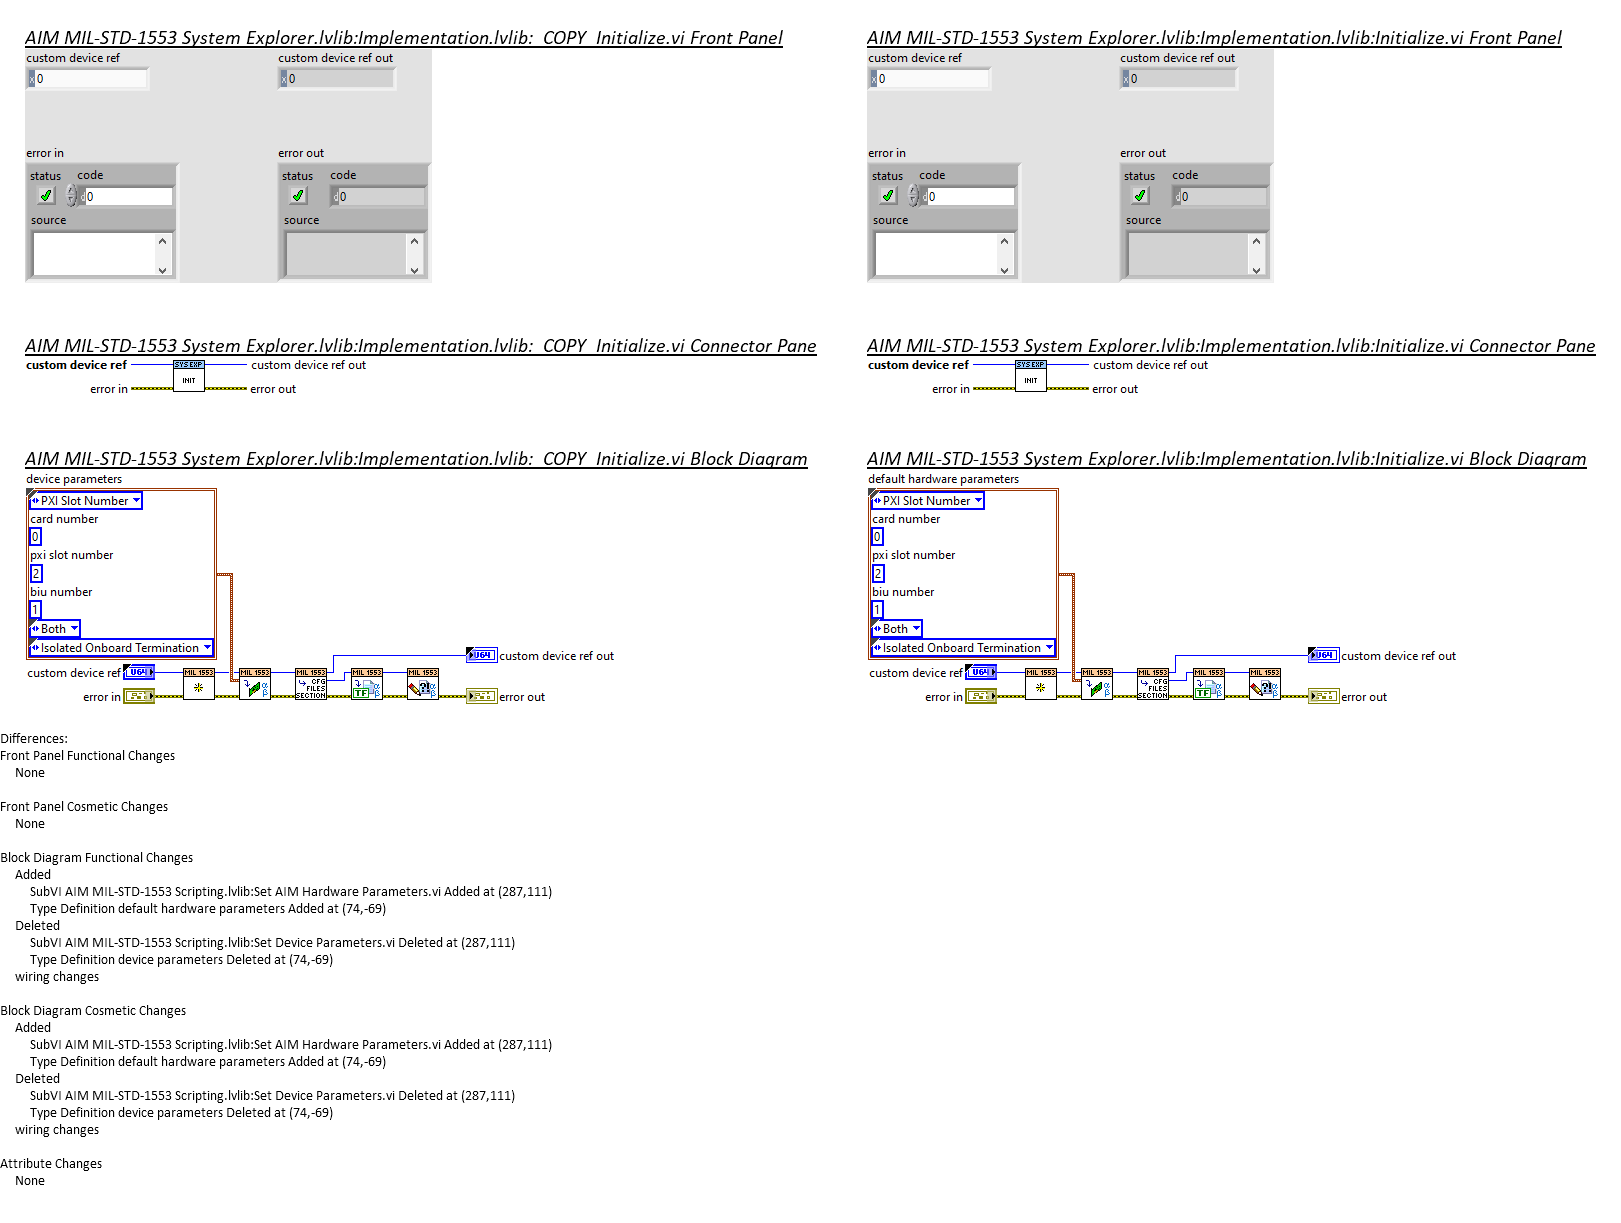 AIM MIL-STD-1553 System Explorer.lvlib:Implementation.lvlib:_COPY_Initialize.vi Front Panel
custom device ref
custom device ref out
x 0
x 0
error in
error out
status
code
status
code
d 0
d 0
source
source
AIM MIL-STD-1553 System Explorer.lvlib:Implementation.lvlib:Initialize.vi Front Panel
custom device ref
custom device ref out
x 0
x 0
error in
error out
status
code
status
code
d 0
d 0
source
source
AIM MIL-STD-1553 System Explorer.lvlib:Implementation.lvlib:_COPY_Initialize.vi Connector Pane
custom device ref
SYS EXP
custom device ref out
INIT
error in
error out
AIM MIL-STD-1553 System Explorer.lvlib:Implementation.lvlib:Initialize.vi Connector Pane
custom device ref
SYS EXP
custom device ref out
INIT
error in
error out
AIM MIL-STD-1553 System Explorer.lvlib:Implementation.lvlib:_COPY_Initialize.vi Block Diagram
device parameters
PXI Slot Number
card number
0
pxi slot number
2
biu number
1
Both
Isolated Onboard Termination
U64
custom device ref out
custom device ref
U64
MIL 1553
MIL 1553
MIL 1553
MIL 1553
MIL 1553
CFG
FILES
SECTION
TF
error in
error out
AIM MIL-STD-1553 System Explorer.lvlib:Implementation.lvlib:Initialize.vi Block Diagram
default hardware parameters
PXI Slot Number
card number
0
pxi slot number
2
biu number
1
Both
Isolated Onboard Termination
U64
custom device ref out
custom device ref
U64
MIL 1553
MIL 1553
MIL 1553
MIL 1553
MIL 1553
CFG
FILES
SECTION
TF
error in
error out
Differences:
Front Panel Functional Changes
None
Front Panel Cosmetic Changes
None
Block Diagram Functional Changes
Added
SubVI AIM MIL-STD-1553 Scripting.lvlib:Set AIM Hardware Parameters.vi Added at (287,111)
Type Definition default hardware parameters Added at (74,-69)
Deleted
SubVI AIM MIL-STD-1553 Scripting.lvlib:Set Device Parameters.vi Deleted at (287,111)
Type Definition device parameters Deleted at (74,-69)
wiring changes
Block Diagram Cosmetic Changes
Added
SubVI AIM MIL-STD-1553 Scripting.lvlib:Set AIM Hardware Parameters.vi Added at (287,111)
Type Definition default hardware parameters Added at (74,-69)
Deleted
SubVI AIM MIL-STD-1553 Scripting.lvlib:Set Device Parameters.vi Deleted at (287,111)
Type Definition device parameters Deleted at (74,-69)
wiring changes
Attribute Changes
None